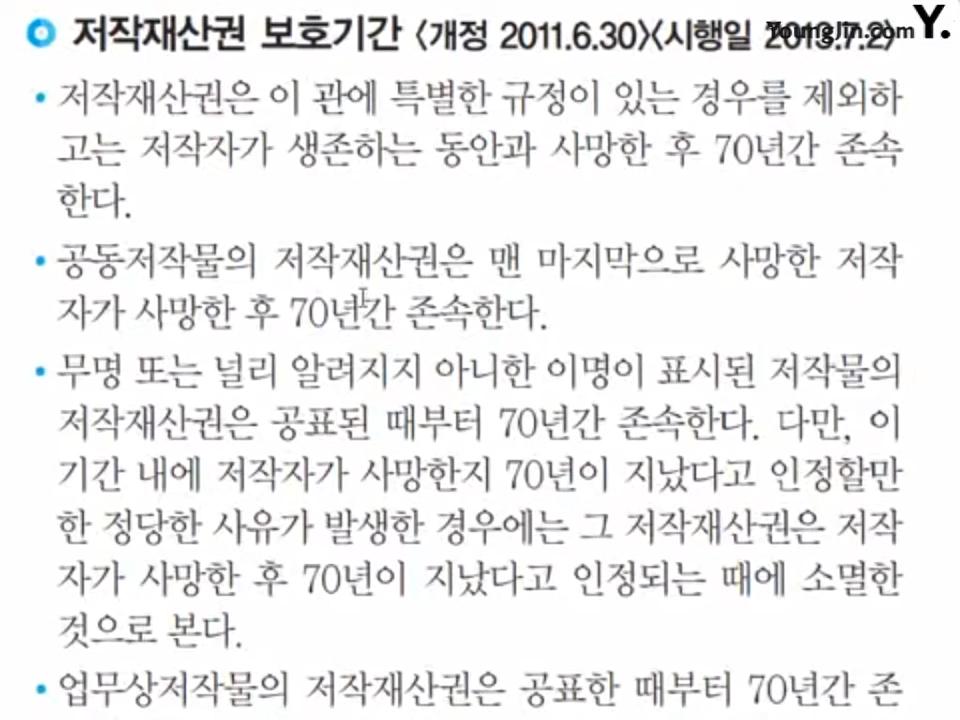 저작재산권 보호기간 <개정 2011.6.30><시행일 2013.7.2>
YoungJin.com Y.
• 저작재산권은 이 관에 특별한 규정이 있는 경우를 제외하
고는 저작자가 생존하는 동안과 사망한 후 70년간 존속
한다.
• 공동저작물의 저작재산권은 맨 마지막으로 사망한 저작
자가 사망한 후 70년간 존속한다.
• 무명 또는 널리 알려지지 아니한 이명이 표시된 저작물의
저작재산권은 공표된 때부터 70년간 존속한다. 다만, 이
기간 내에 저작자가 사망한지 70년이 지났다고 인정할만
한 정당한 사유가 발생한 경우에는 그 저작재산권은 저작
자가 사망한 후 70년이 지났다고 인정되는 때에 소멸한
것으로 본다.
• 업무상저작물의 저작재산권은 공표한 때부터 70년간 존